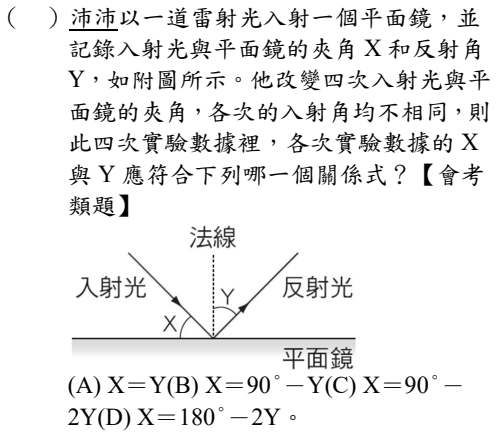 (　　) 沛沛以一道雷射光入射一個平面鏡，並
記錄入射光與平面鏡的夾角 X 和反射角
Y，如附圖所示。他改變四次入射光與平
面鏡的夾角，各次的入射角均不相同，則
此四次實驗數據裡，各次實驗數據的 X
與 Y 應符合下列哪一個關係式？【會考
類題】
法線
入射光 Y 反射光
X
平面鏡
(A) X＝Y(B) X＝90°－Y(C) X＝90°－
2Y(D) X＝180°－2Y。